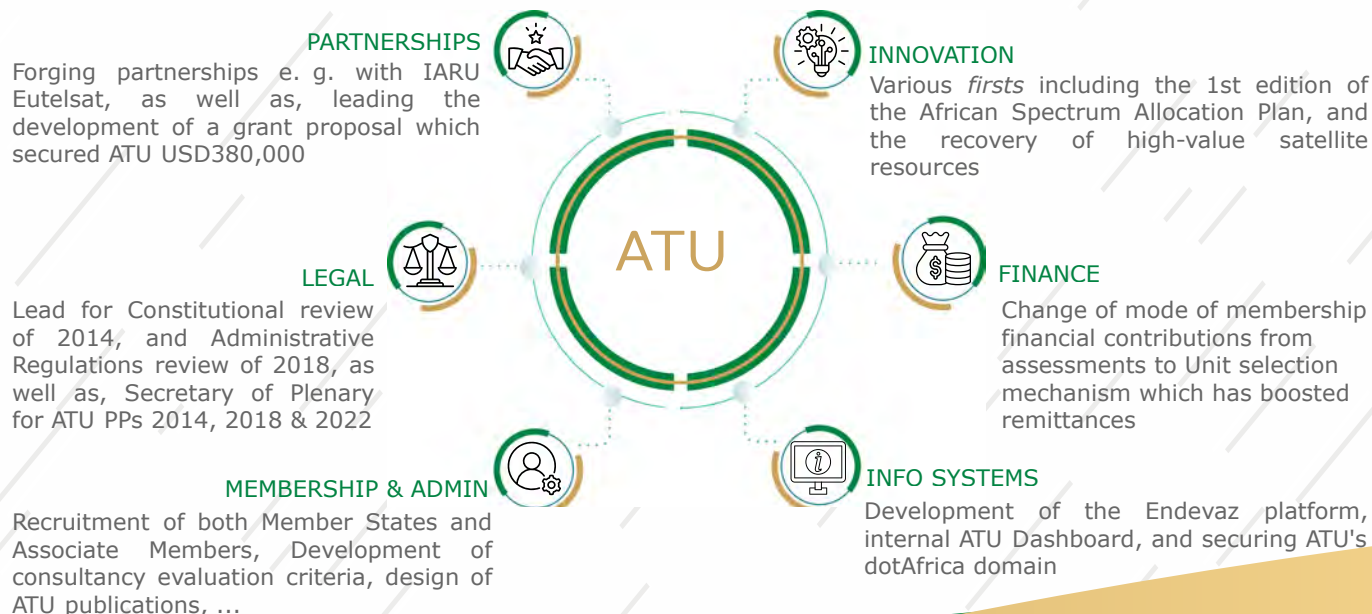 PARTNERSHIPS
Forging partnerships e. g. with IARU
Eutelsat, as well as, leading the
development of a grant proposal which
secured ATU USD380,000
INNOVATION
Various firsts including the 1st edition of
the African Spectrum Allocation Plan, and
the recovery of high-value satellite
resources
ATU
LEGAL
Lead for Constitutional review
of 2014, and Administrative
Regulations review of 2018, as
well as, Secretary of Plenary
for ATU PPs 2014, 2018 & 2022
$
FINANCE
Change of mode of membership
financial contributions from
assessments to Unit selection
mechanism which has boosted
remittances
MEMBERSHIP & ADMIN
Recruitment of both Member States and
Associate Members, Development of
consultancy evaluation criteria, design of
ATU publications, ...
i
INFO SYSTEMS
Development of the Endevaz platform,
internal ATU Dashboard, and securing ATU's
dotAfrica domain